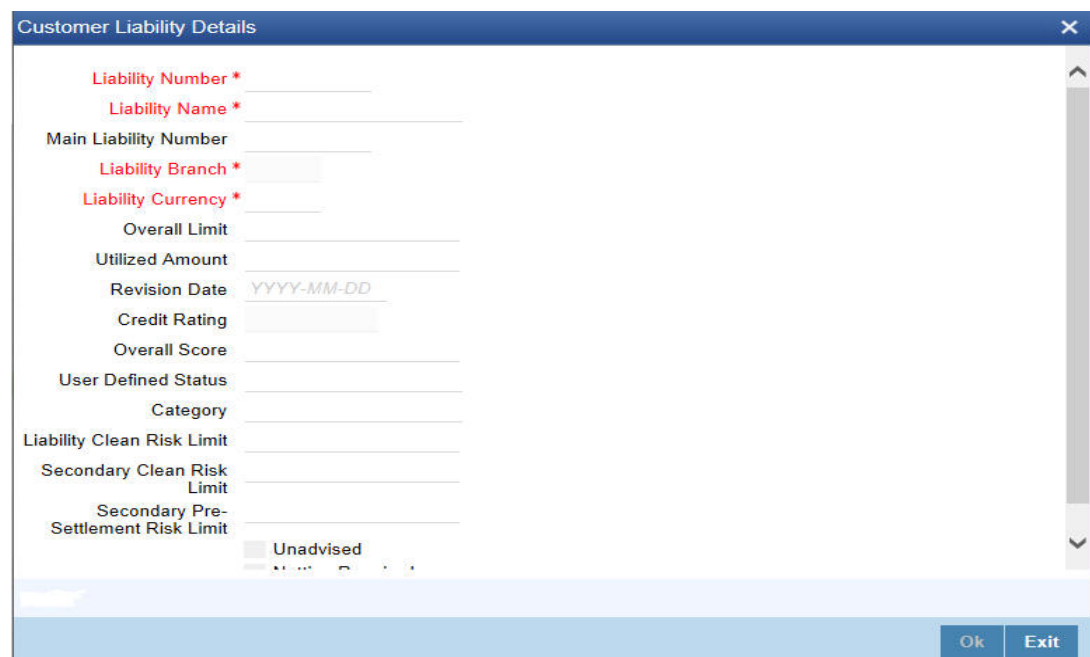 Customer Liability Details
Liability Number *
Liability Name *
Main Liability Number
Liability Branch *
Liability Currency *
Overall Limit
Utilized Amount
Revision Date YYYY-MM-DD
Credit Rating
Overall Score
User Defined Status
Category
Liability Clean Risk Limit
Secondary Clean Risk
Limit
Secondary Pre-
Settlement Risk Limit
Unadvised
Ok Exit